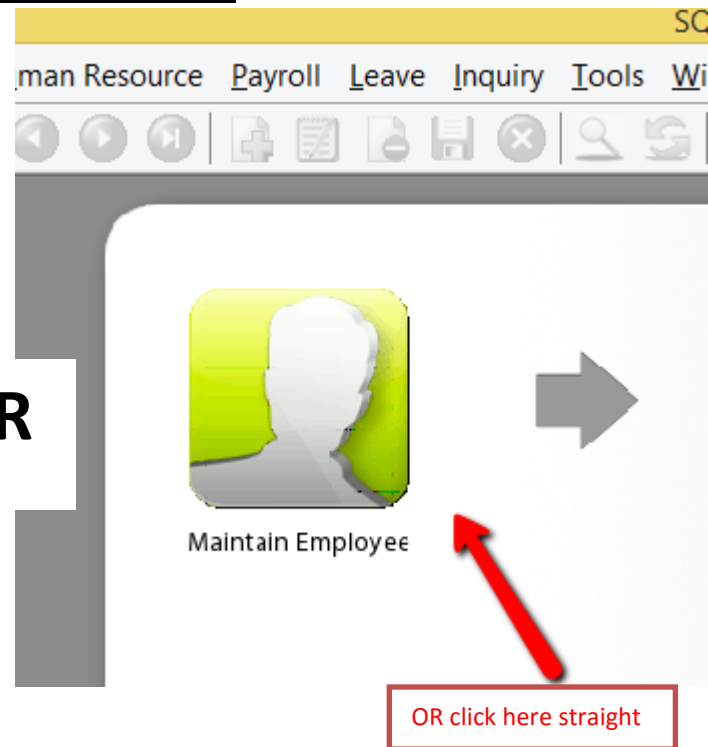 SQ
man Resource Payroll Leave Inquiry Tools Wi
R
Maintain Employee
OR click here straight